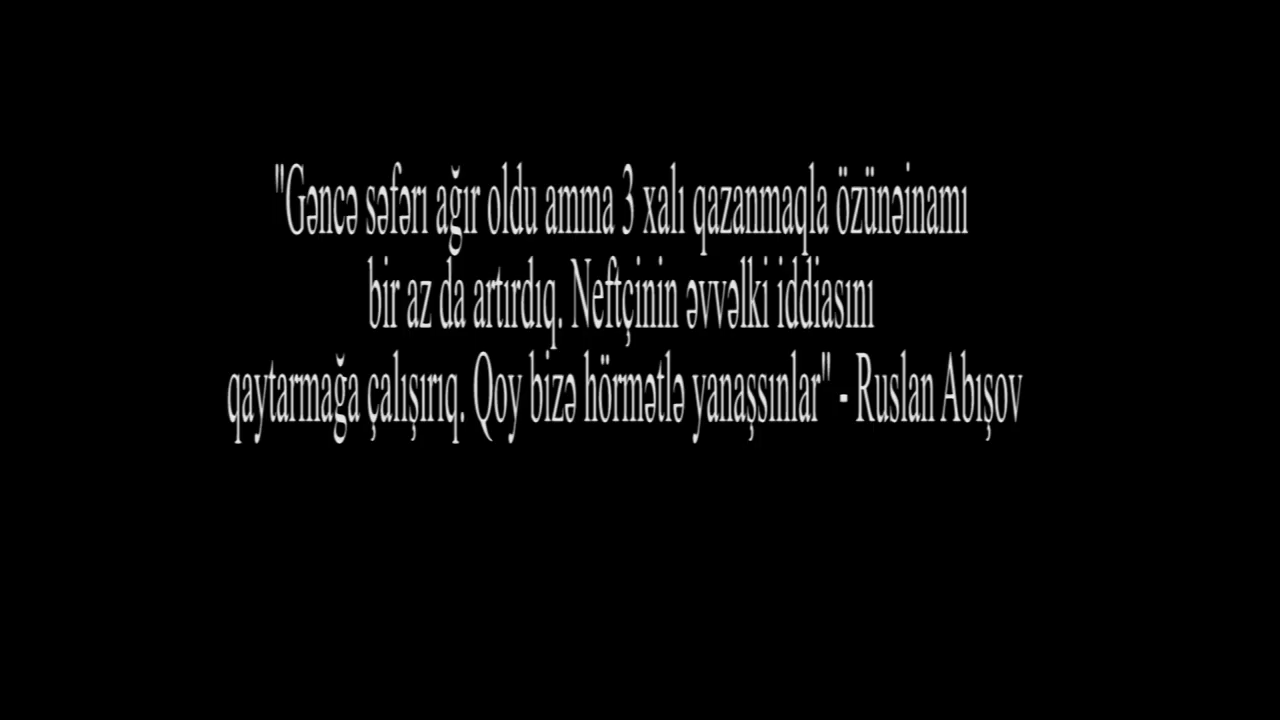 "Gəncə səfərı ağır oldu amma 3 xalı qazanmaqla özünəinamı
bir az da artırdıq. Neftçinin əvvəlki iddiasını
qaytarmağa çalışırıq. Qoy bizə hörmətlə yanaşsınlar" - Ruslan Abışov